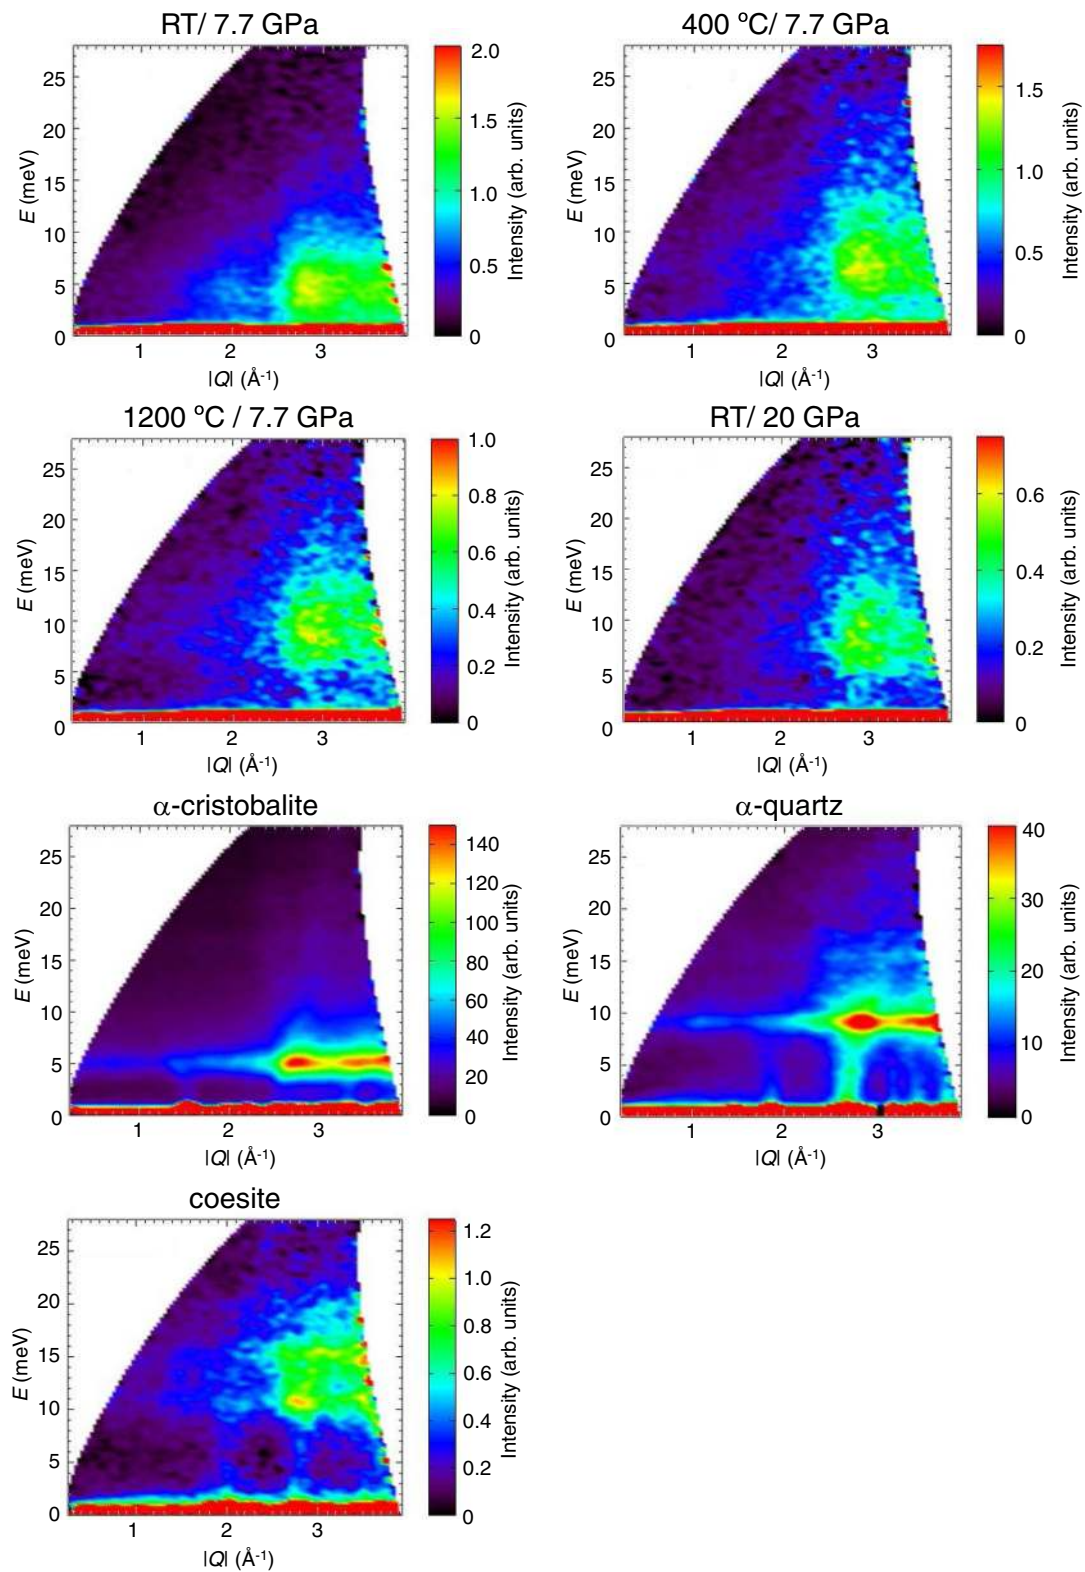 RT/ 7.7 GPa
E (meV)
25
20
15
10
5
0
1 2 3
|Q| (Å-1)
2.0
1.5
1.0
0.5
0
Intensity (arb. units)
400 ºC/ 7.7 GPa
E (meV)
25
20
15
10
5
0
1 2 3
|Q| (Å-1)
1.5
1.0
0.5
0
Intensity (arb. units)
1200 ºC / 7.7 GPa
E (meV)
25
20
15
10
5
0
1 2 3
|Q| (Å-1)
1.0
0.8
0.6
0.4
0.2
0
Intensity (arb. units)
RT/ 20 GPa
E (meV)
25
20
15
10
5
0
1 2 3
|Q| (Å-1)
0.6
0.4
0.2
0
Intensity (arb. units)
α-cristobalite
E (meV)
25
20
15
10
5
0
1 2 3
|Q| (Å-1)
140
120
100
80
60
40
20
0
Intensity (arb. units)
α-quartz
E (meV)
25
20
15
10
5
0
1 2 3
|Q| (Å-1)
40
30
20
10
0
Intensity (arb. units)
coesite
E (meV)
25
20
15
10
5
0
1 2 3
|Q| (Å-1)
1.2
1.0
0.8
0.6
0.4
0.2
0
Intensity (arb. units)